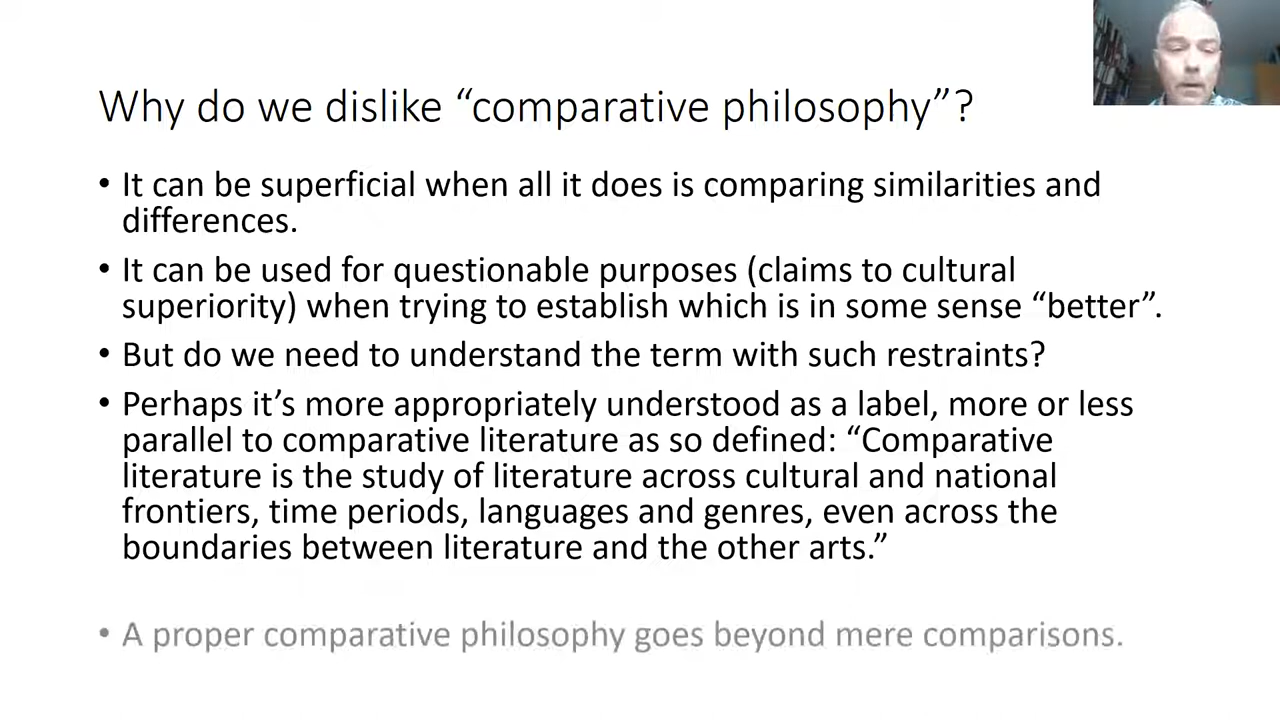 Why do we dislike “comparative philosophy”?
• It can be superficial when all it does is comparing similarities and
differences.
• It can be used for questionable purposes (claims to cultural
superiority) when trying to establish which is in some sense “better”.
• But do we need to understand the term with such restraints?
• Perhaps it’s more appropriately understood as a label, more or less
parallel to comparative literature as so defined: “Comparative
literature is the study of literature across cultural and national
frontiers, time periods, languages and genres, even across the
boundaries between literature and the other arts.”
• A proper comparative philosophy goes beyond mere comparisons.